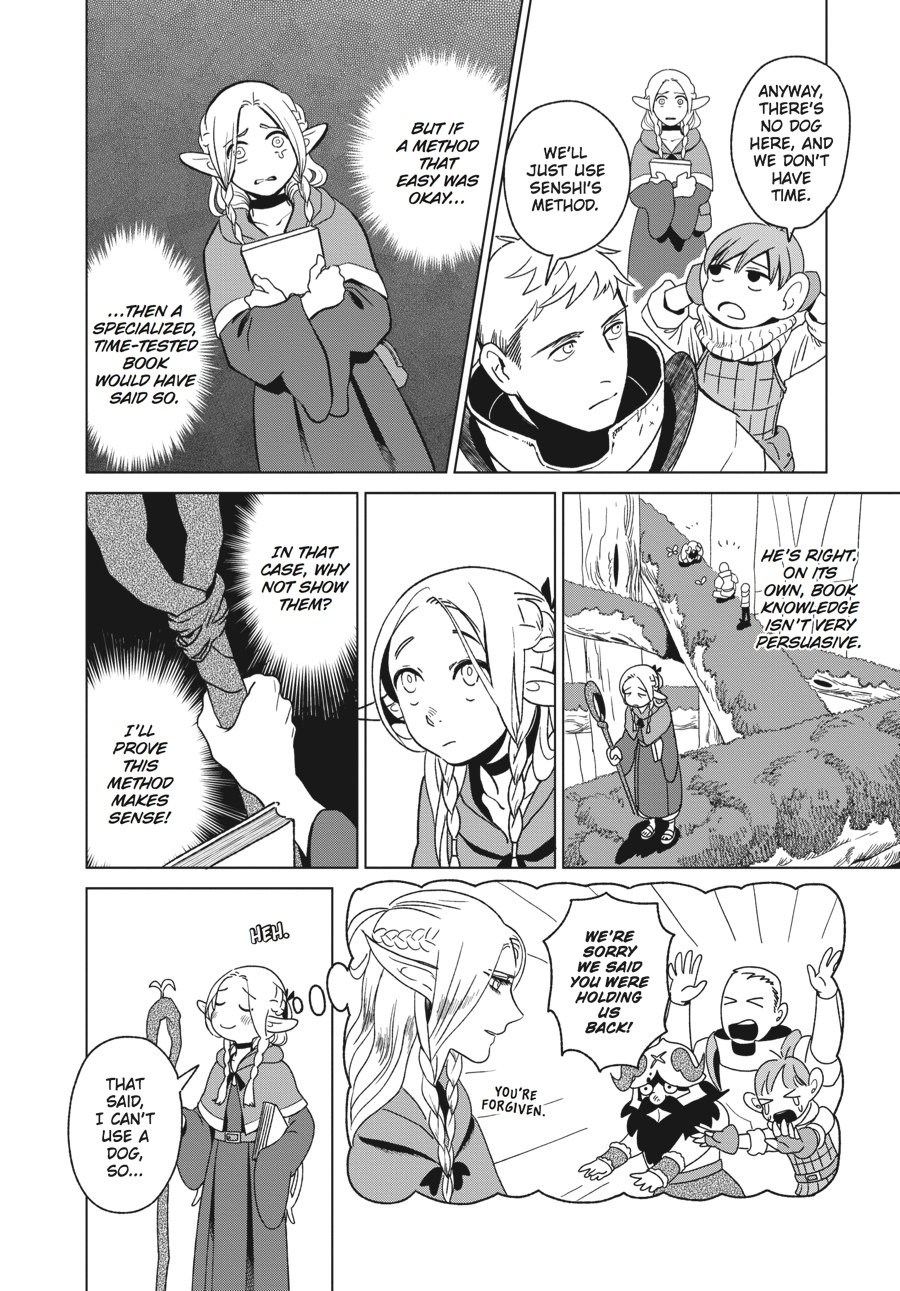 ANYWAY,
THERE'S
NO DOG
HERE, AND
WE DON'T
HAVE
TIME.
WE'LL
JUST USE
SENSHI'S
METHOD.
BUT IF
A METHOD
THAT
EASY WAS
OKAY...
...THEN A
SPECIALIZED,
TIME-TESTED
BOOK
WOULD HAVE
SAID SO.
HE'S RIGHT.
ON ITS
OWN, BOOK
KNOWLEDGE
ISN'T VERY
PERSUASIVE.
IN THAT
CASE, WHY
NOT SHOW
THEM?
I'LL
PROVE
THIS
METHOD
MAKES
SENSE!
WE'RE
SORRY
WE SAID
YOU WERE
HOLDING
US
BACK!
YOU'RE
FORGIVEN.
HEH.
THAT
SAID,
I CAN'T
USE A
DOG,
SO...